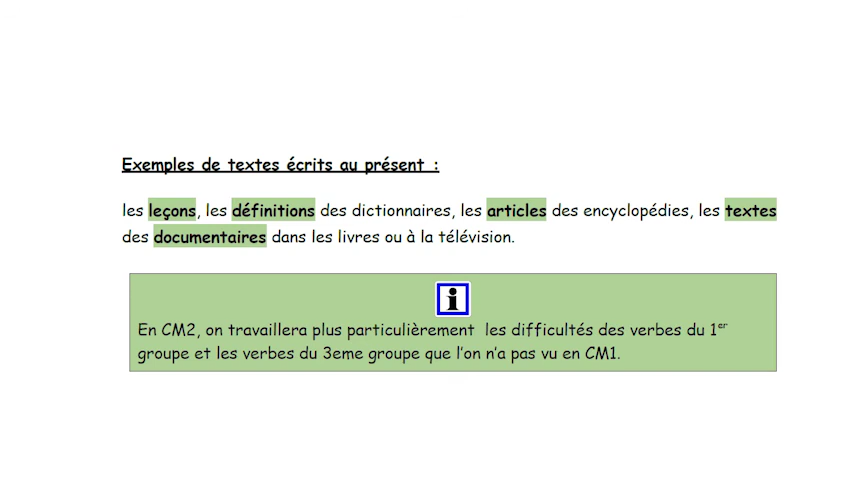 Exemples de textes écrits au présent :
les leçons, les définitions des dictionnaires, les articles des encyclopédies, les textes
des documentaires dans les livres ou à la télévision.
i
En CM2, on travaillera plus particulièrement les difficultés des verbes du 1er
groupe et les verbes du 3eme groupe que l'on n'a pas vu en CM1.